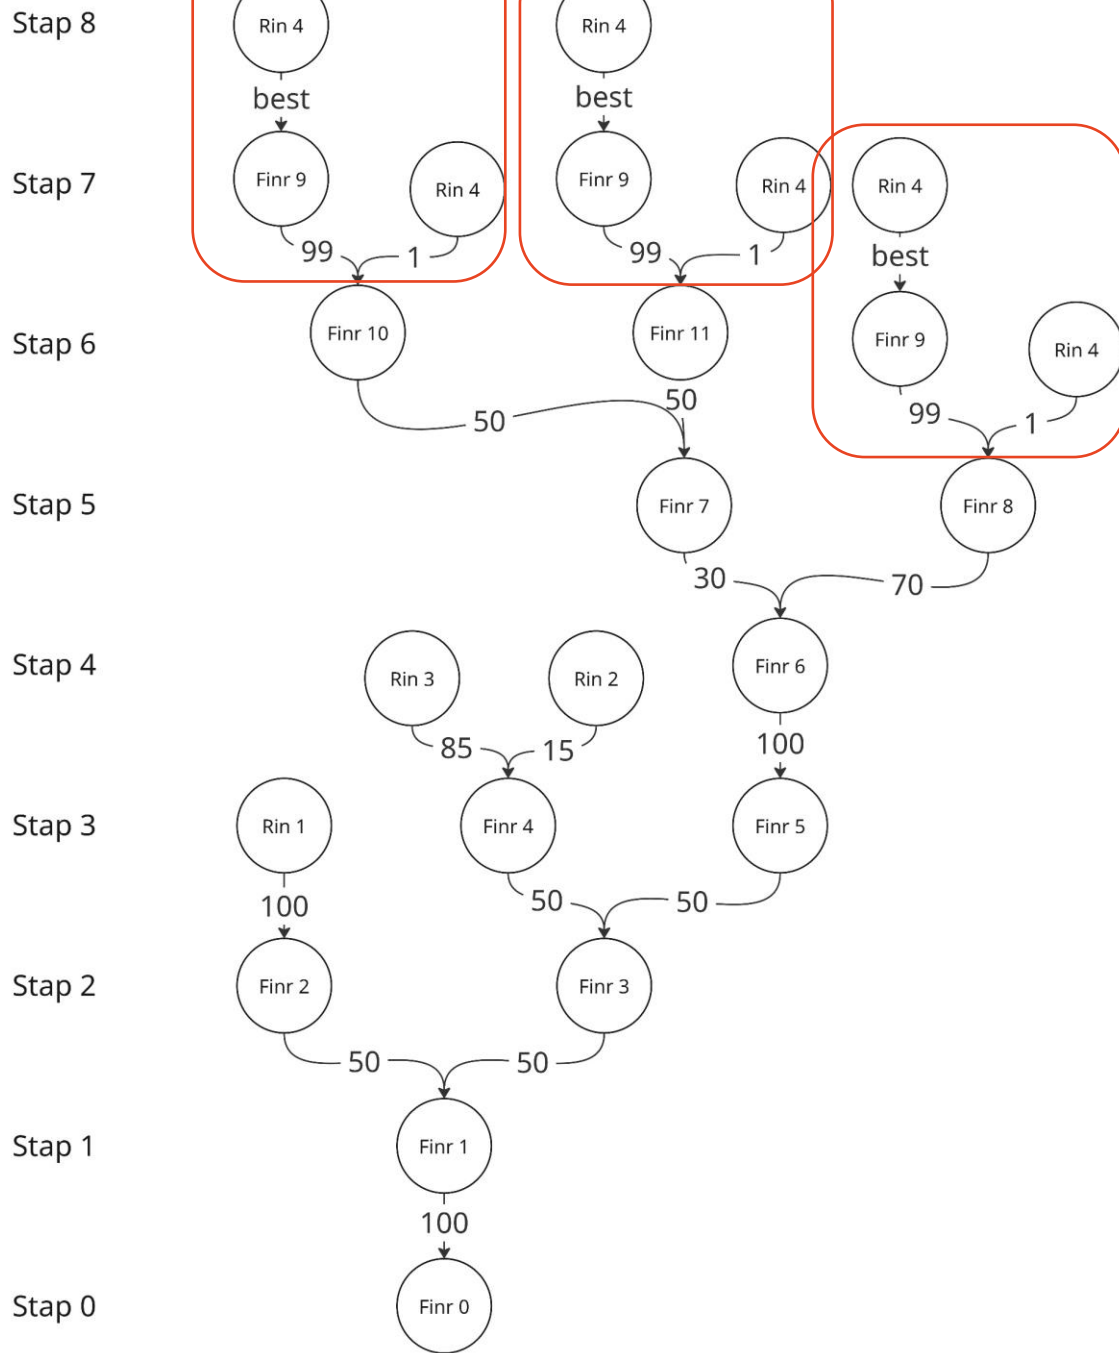 Stap 8
Rin 4
Rin 4
best
best
Stap 7
Finr 9
Rin 4
Finr 9
Rin 4
Rin 4
99
1
99
1
best
Stap 6
Finr 10
Finr 11
Finr 9
Rin 4
50
50
99
1
Stap 5
Finr 7
Finr 8
30
70
Stap 4
Rin 3
Rin 2
Finr 6
85
15
100
Stap 3
Rin 1
Finr 4
Finr 5
100
50
50
Stap 2
Finr 2
Finr 3
50
50
Stap 1
Finr 1
100
Stap 0
Finr 0